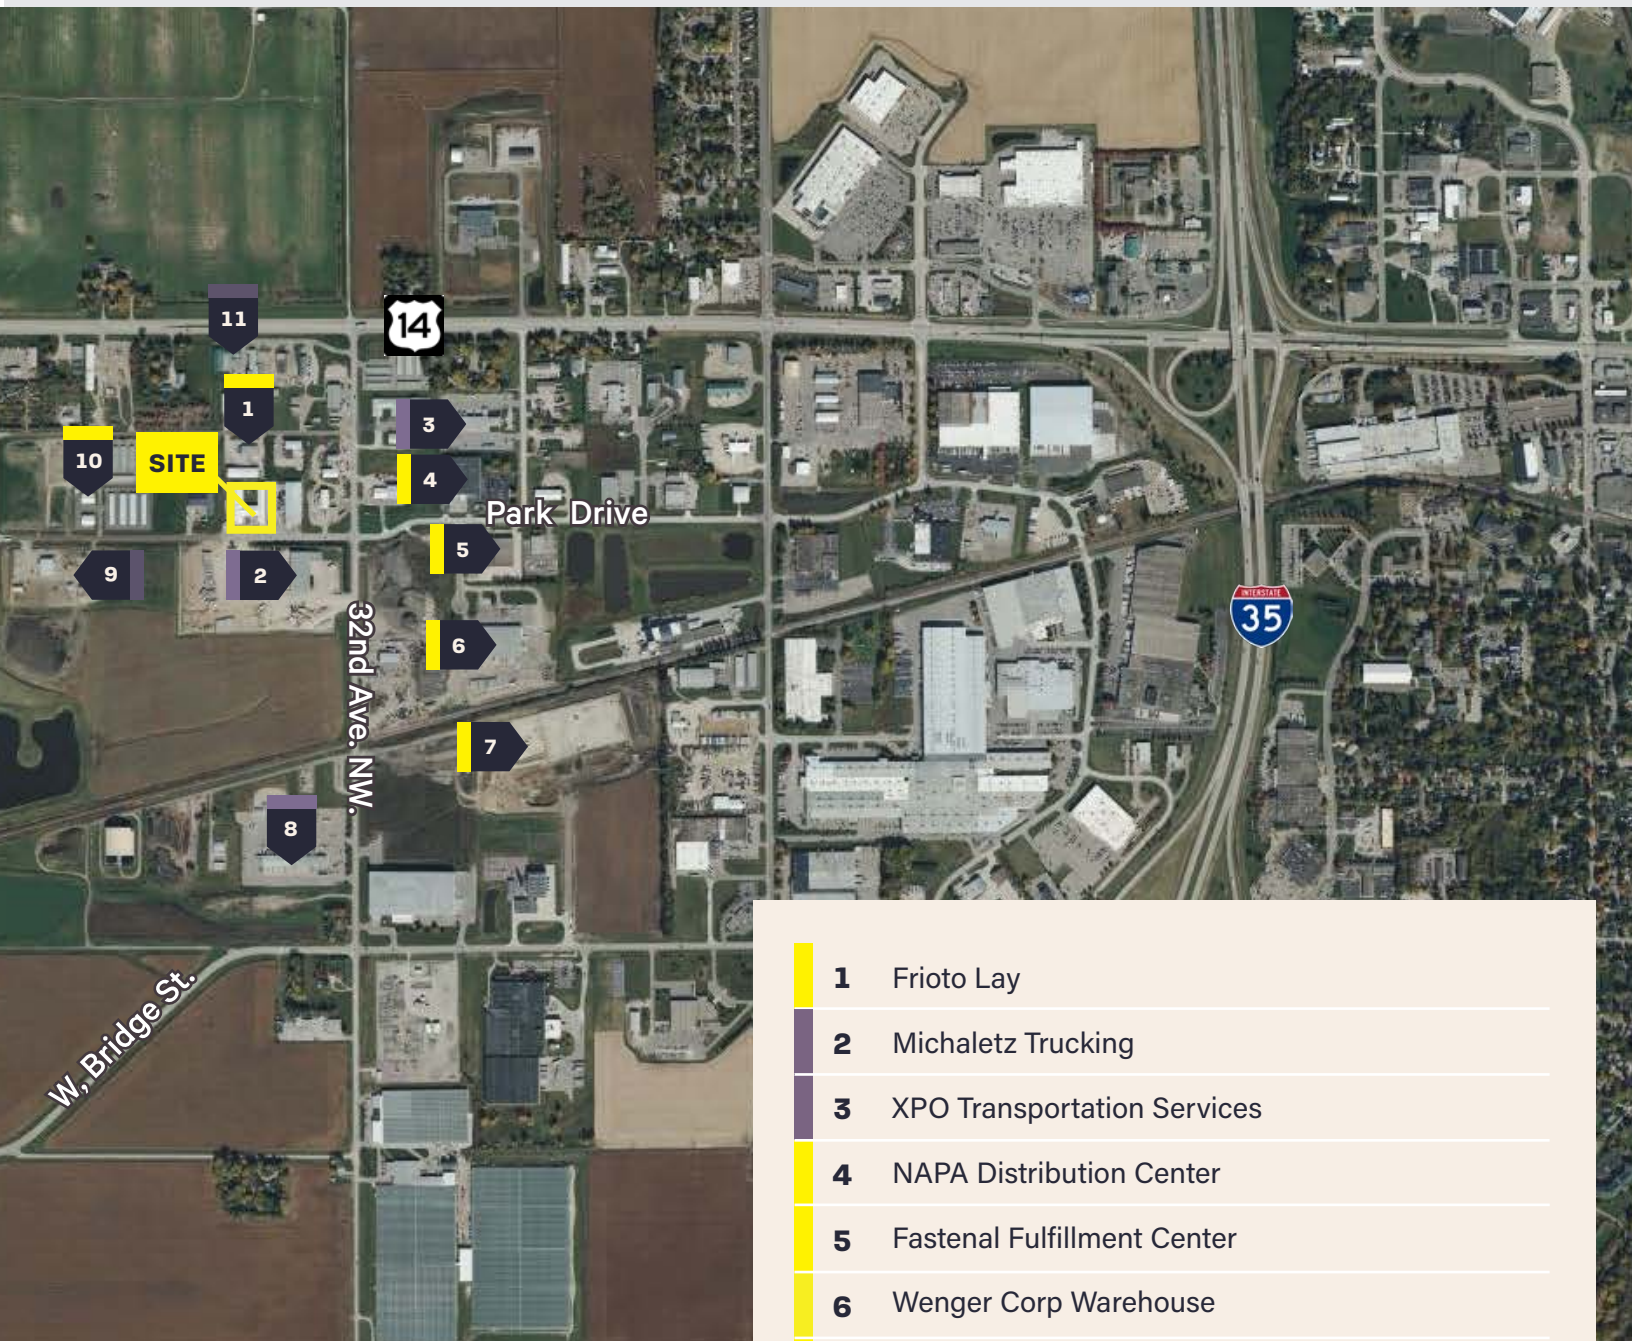 11
14
1
3
10
SITE
4
Park Drive
5
9
2
32nd Ave. NW.
INTERSTATE
35
6
7
8
W, Bridge St.
1 Frioto Lay
2 Michaletz Trucking
3 XPO Transportation Services
4 NAPA Distribution Center
5 Fastenal Fulfillment Center
6 Wenger Corp Warehouse